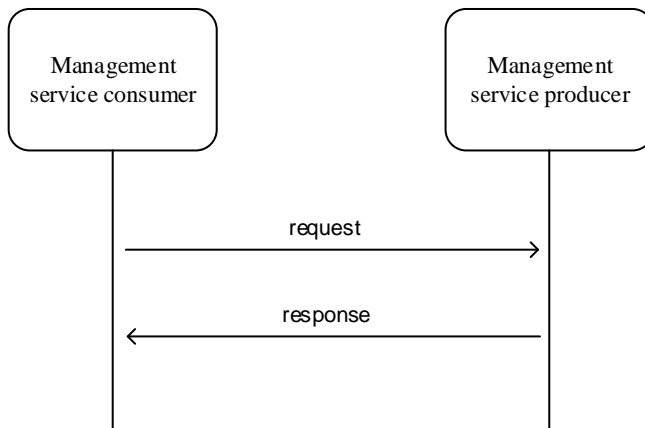 Management
service consumer
Management
service producer
request
response